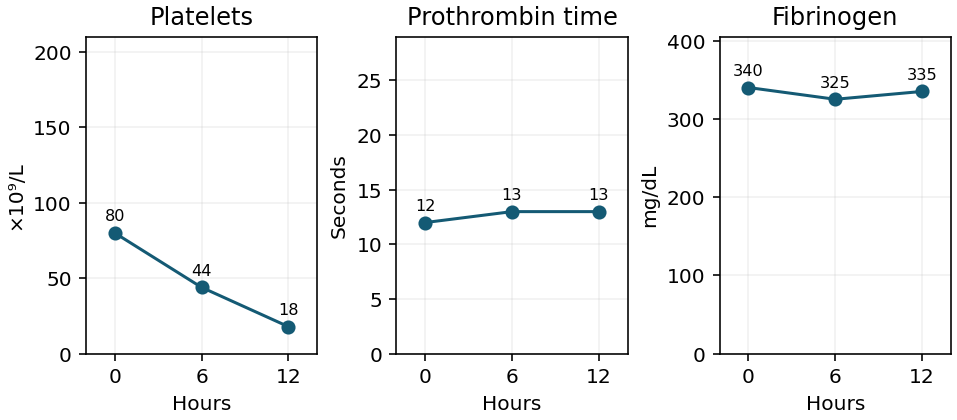 Platelets
×10⁹/L
200
150
100
50
0
80
44
18
0 6 12
Hours
Prothrombin time
Seconds
25
20
15
10
5
0
12
13
13
0 6 12
Hours
Fibrinogen
mg/dL
400
300
200
100
0
340
325
335
0 6 12
Hours